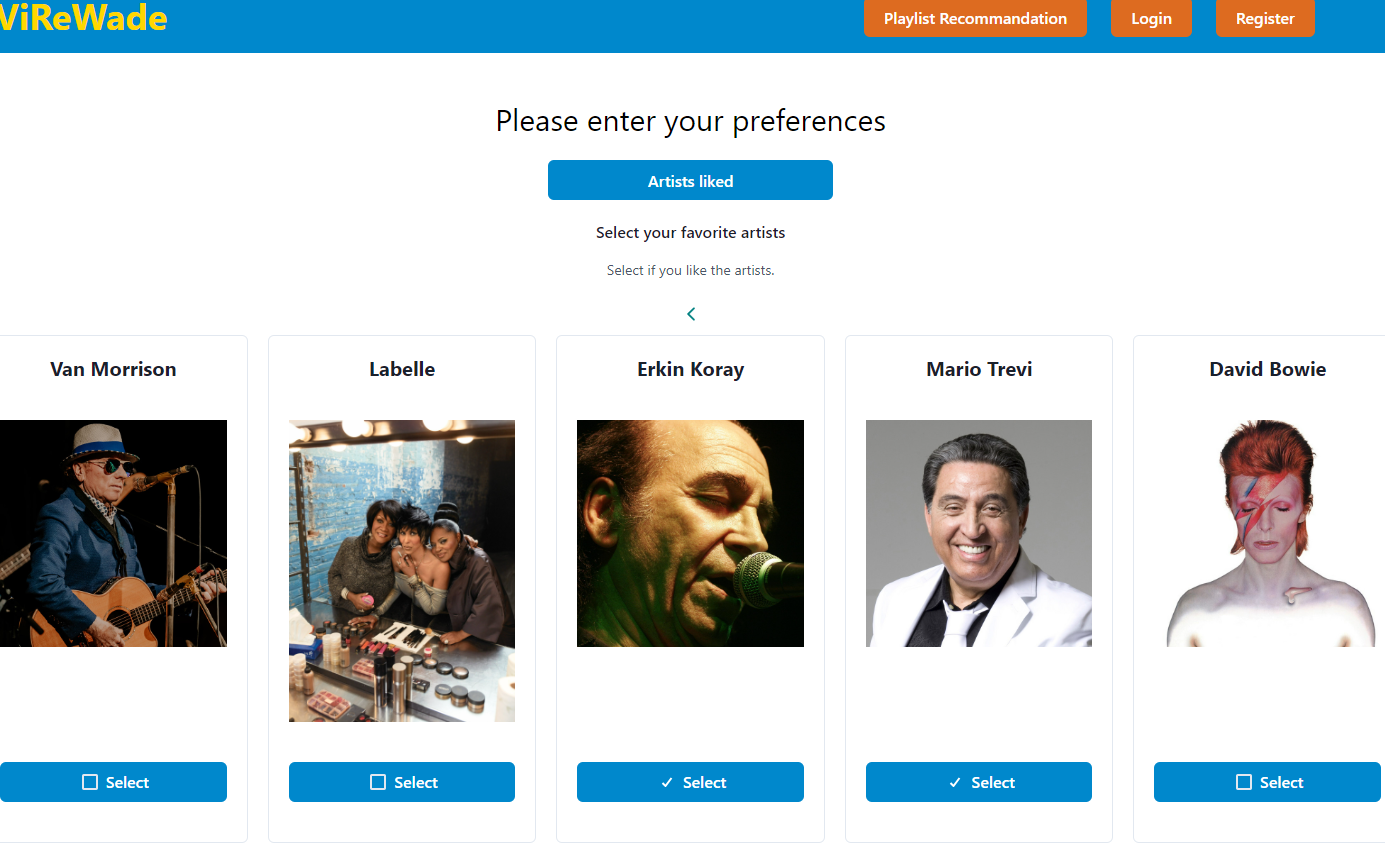 ViReWade
Playlist Recommandation
Login
Register
Please enter your preferences
Artists liked
Select your favorite artists
Select if you like the artists.
Van Morrison
Labelle
Erkin Koray
Mario Trevi
David Bowie
Select
Select
Select
Select
Select